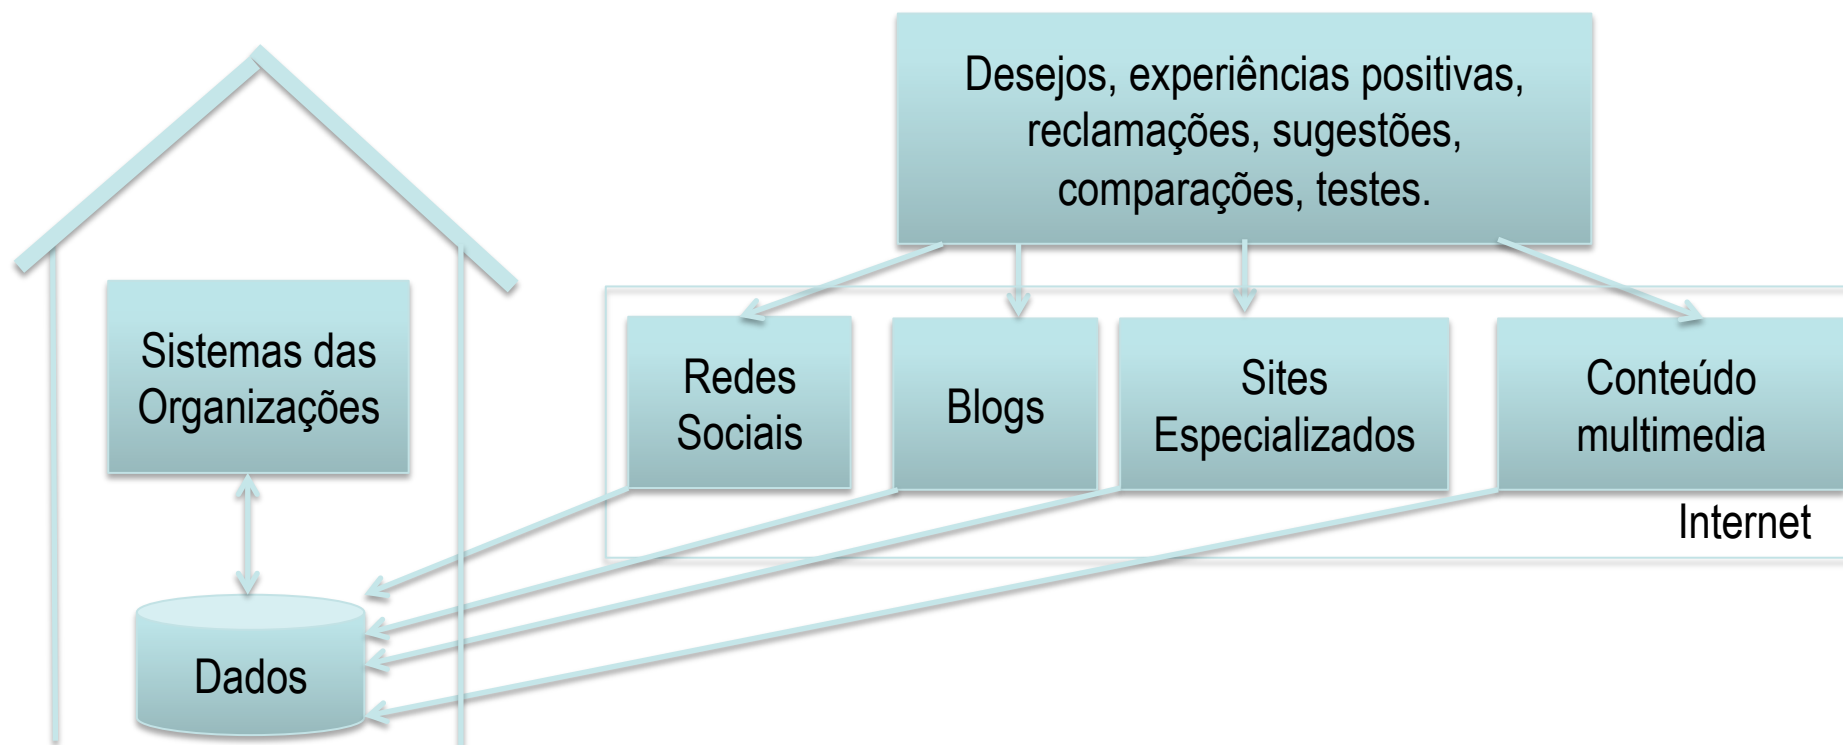 Desejos, experiências positivas,
reclamações, sugestões,
comparações, testes.
Sistemas das
Organizações
Redes
Sociais
Blogs
Sites
Especializados
Conteúdo
multimedia
Internet
Dados